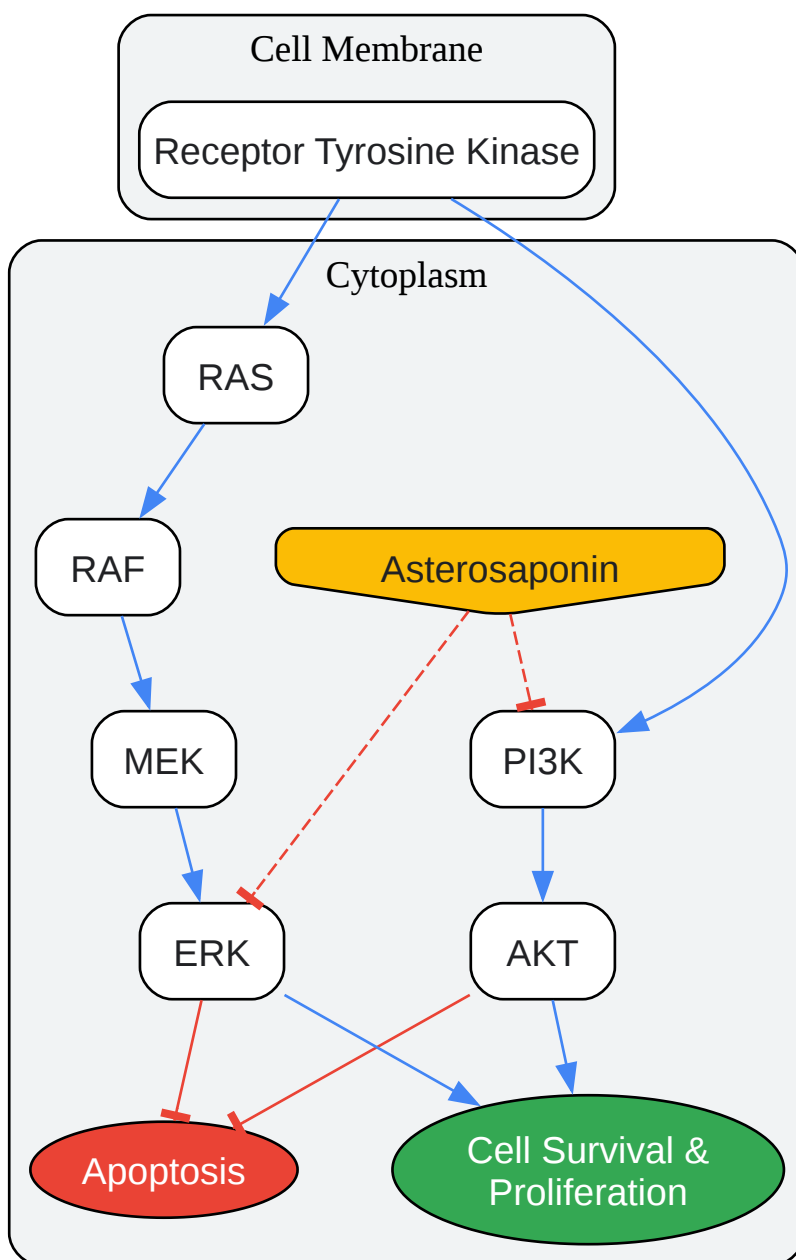 Cell Membrane
Receptor Tyrosine Kinase
Cytoplasm
RAS
RAF
Asterosaponin
MEK
PI3K
ERK
AKT
Apoptosis
Cell Survival &
Proliferation